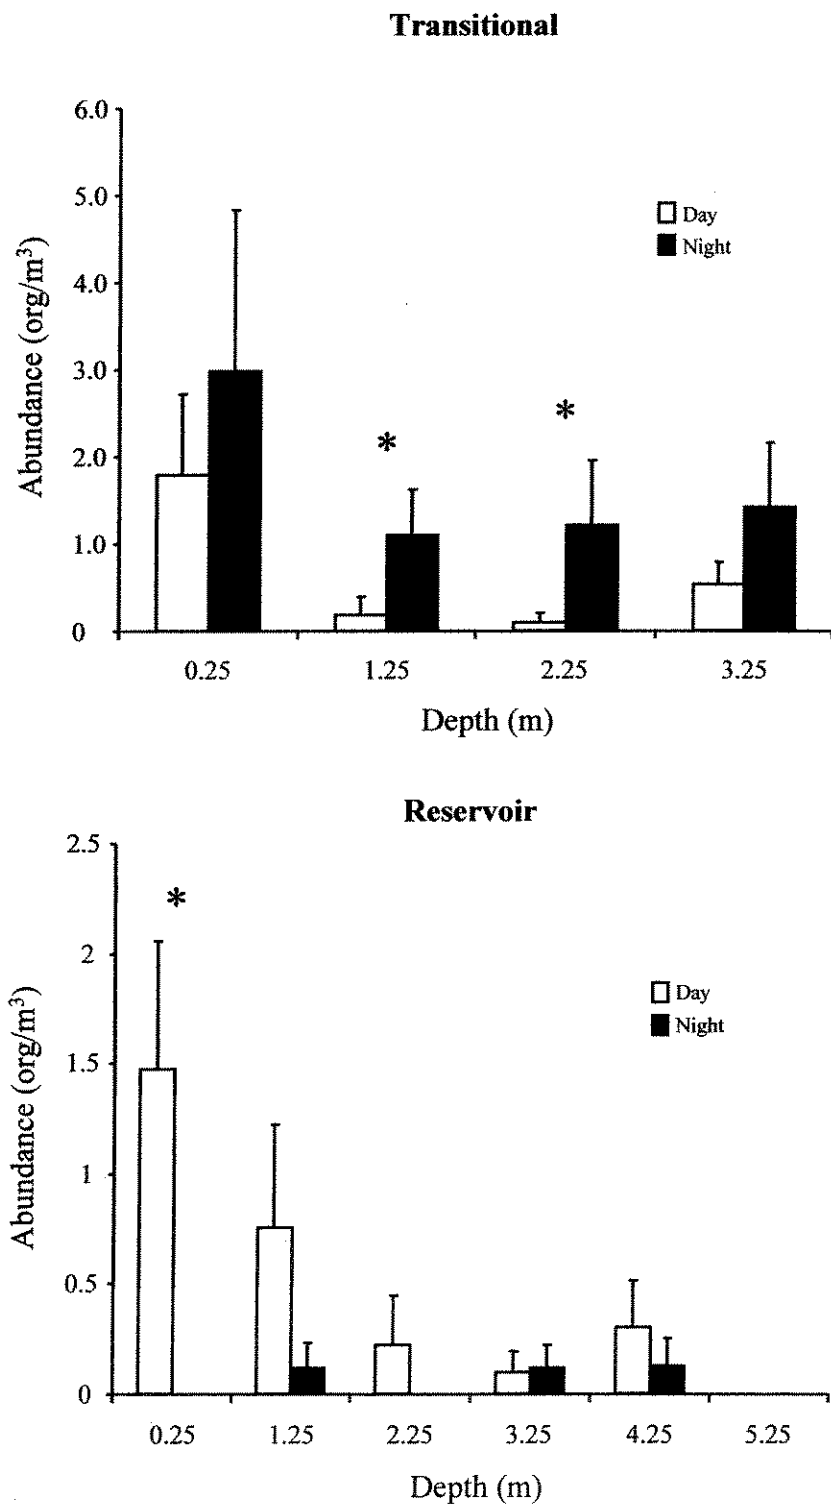 Transitional
6.0
5.0
4.0
3.0
2.0
1.0
0
Abundance (org/m³)
Day
Night
*
*
0.25 1.25 2.25 3.25
Depth (m)
Reservoir
2.5
2
1.5
1
0.5
0
Abundance (org/m³)
*
Day
Night
0.25 1.25 2.25 3.25 4.25 5.25
Depth (m)